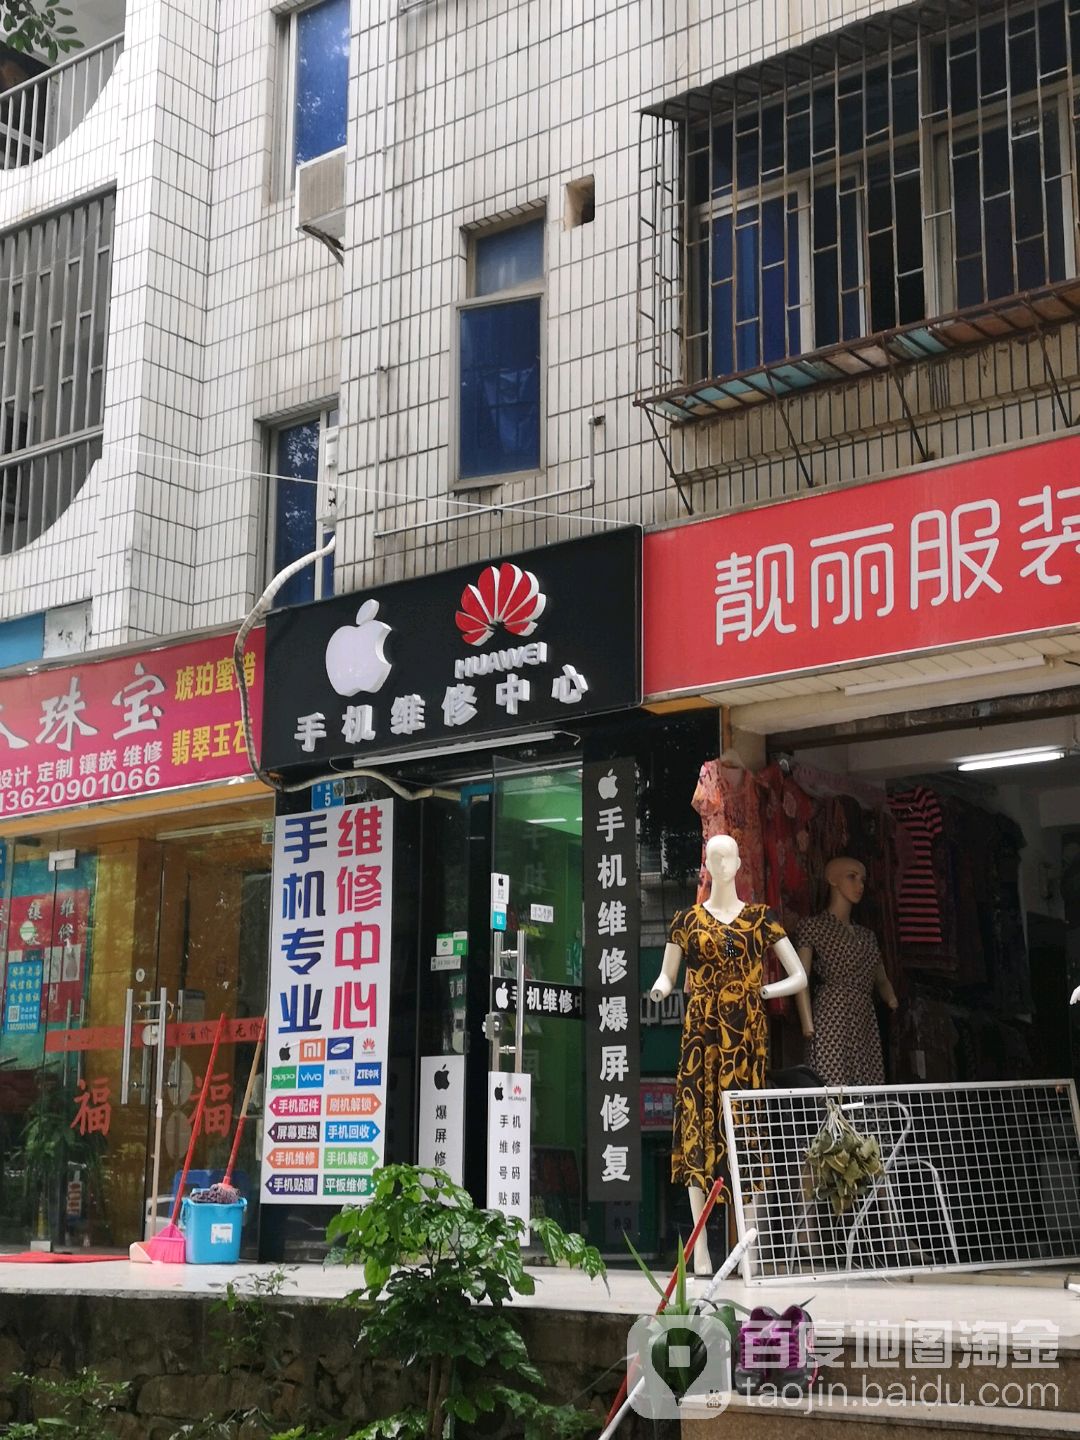 珠宝
琥珀蜜蜡
翡翠玉石
设计 定制 镶嵌 维修
13620901066
HUAWEI
手机维修中心
靓丽服装
5
手机专业
维修中心
mi
oppo
vivo
ZTE中兴
手机配件
刷机解锁
屏幕更换
手机回收
手机维修
手机解锁
手机贴膜
平板维修
手机维修爆屏修复
手机维修中
爆屏修
HUAWEI
手机
维修
号码
贴膜
福
福
百度地图淘金
taojin.baidu.com